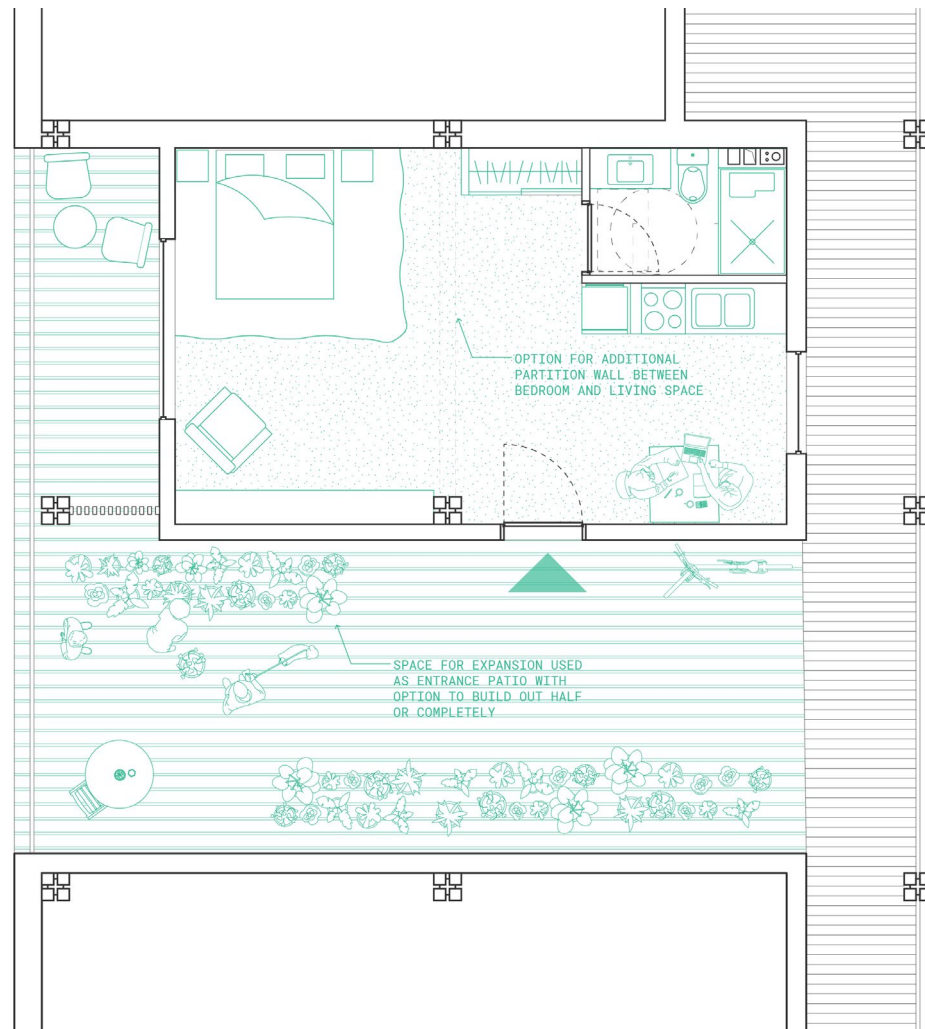 OPTION FOR ADDITIONAL
PARTITION WALL BETWEEN
BEDROOM AND LIVING SPACE
SPACE FOR EXPANSION USED
AS ENTRANCE PATIO WITH
OPTION TO BUILD OUT HALF
OR COMPLETELY